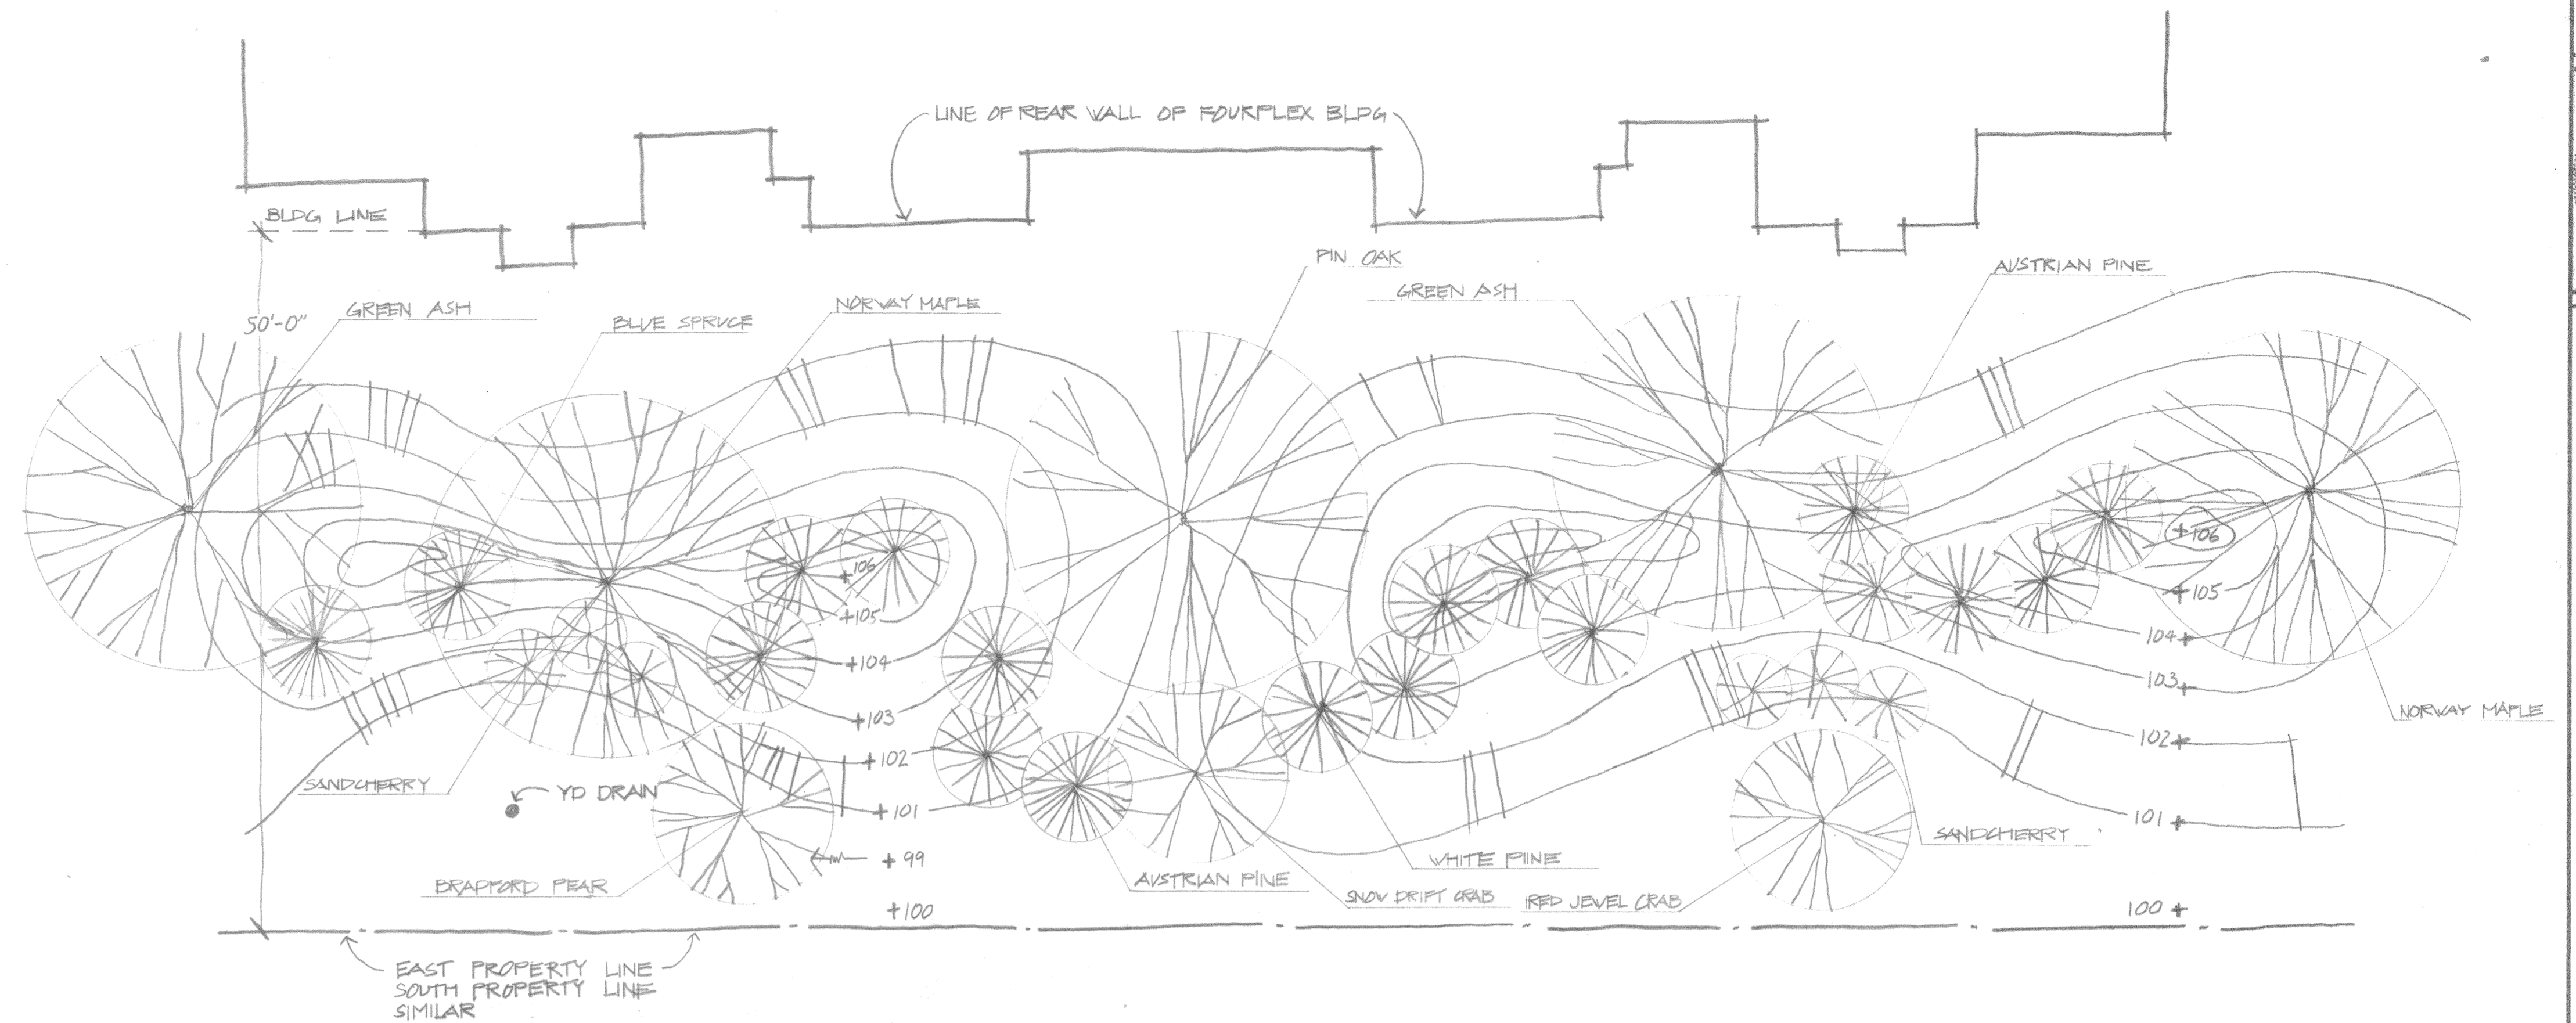 LINE OF REAR WALL OF FOURPLEX BLDG
BLDG LINE
PIN OAK
AUSTRIAN PINE
GREEN ASH
GREEN ASH
NORWAY MAPLE
BLUE SPRUCE
50'-0"
+106
+106
+105
+105
+104
104+
+103
103+
+102
102+
+101
101+
NORWAY MAPLE
SANDCHERRY
YD DRAIN
SANDCHERRY
+99
WHITE PINE
BRADFORD PEAR
AUSTRIAN PINE
SNOW DRIFT CRAB
RED JEWEL CRAB
+100
100+
EAST PROPERTY LINE
SOUTH PROPERTY LINE
SIMILAR